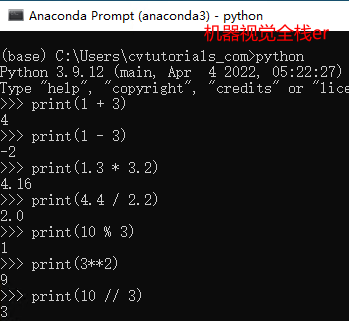 Anaconda Prompt (anaconda3) - python
机器视觉全栈er
(base) C:\Users\cvtutorials_com>python
Python 3.9.12 (main, Apr  4 2022, 05:22:27)
Type "help", "copyright", "credits" or "lice
>>> print(1 + 3)
4
>>> print(1 - 3)
-2
>>> print(1.3 * 3.2)
4.16
>>> print(4.4 / 2.2)
2.0
>>> print(10 % 3)
1
>>> print(3**2)
9
>>> print(10 // 3)
3